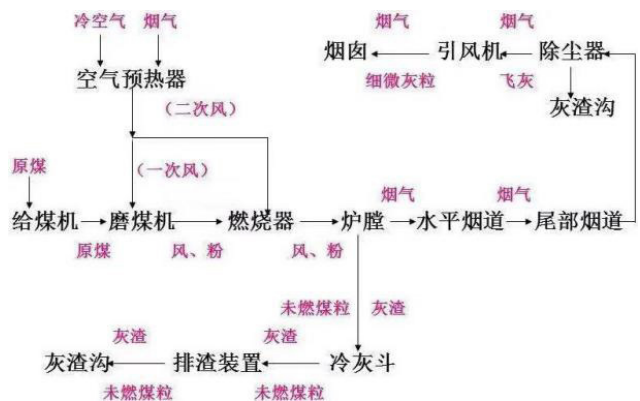 冷空气 烟气
空气预热器
烟气 烟气
烟囱 引风机 除尘器
细微灰粒 飞灰
灰渣沟
（二次风）
（一次风）
原煤
烟气 烟气
给煤机 磨煤机 燃烧器 炉膛 水平烟道 尾部烟道
原煤 风、粉 风、粉
未燃煤粒 灰渣
灰渣 灰渣
灰渣沟 排渣装置 冷灰斗
未燃煤粒 未燃煤粒